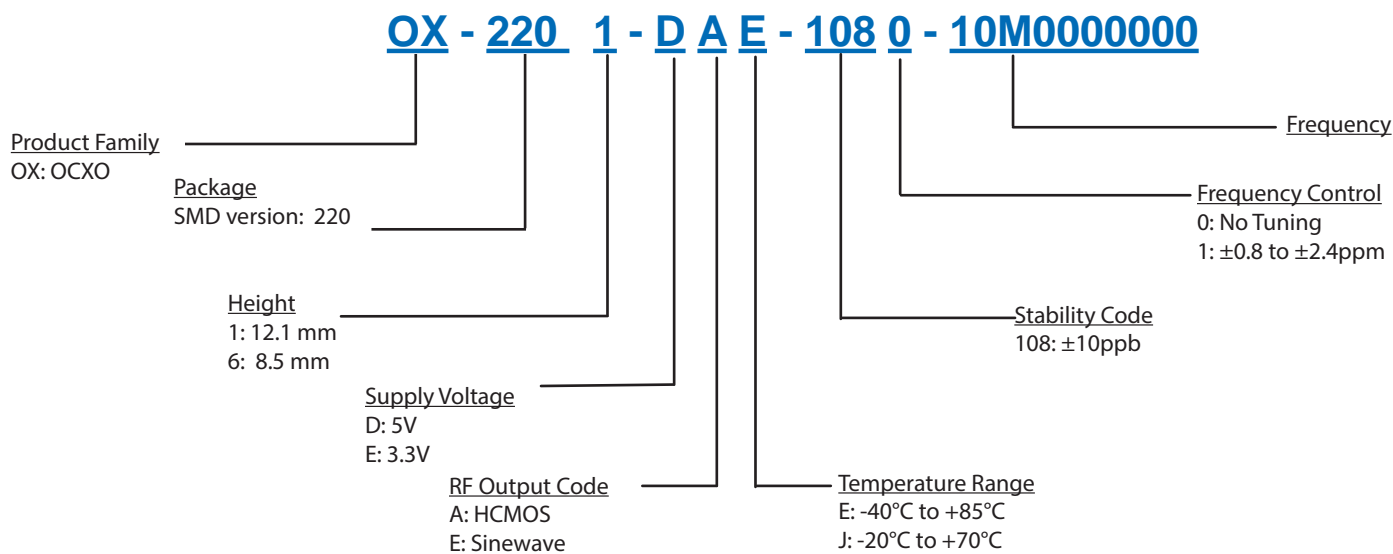 OX - 220 1 - D A E - 108 0 - 10M0000000
Product Family
OX: OCXO
Package
SMD version: 220
Height
1: 12.1 mm
6: 8.5 mm
Supply Voltage
D: 5V
E: 3.3V
RF Output Code
A: HCMOS
E: Sinewave
Temperature Range
E: -40°C to +85°C
J: -20°C to +70°C
Stability Code
108: ±10ppb
Frequency Control
0: No Tuning
1: ±0.8 to ±2.4ppm
Frequency